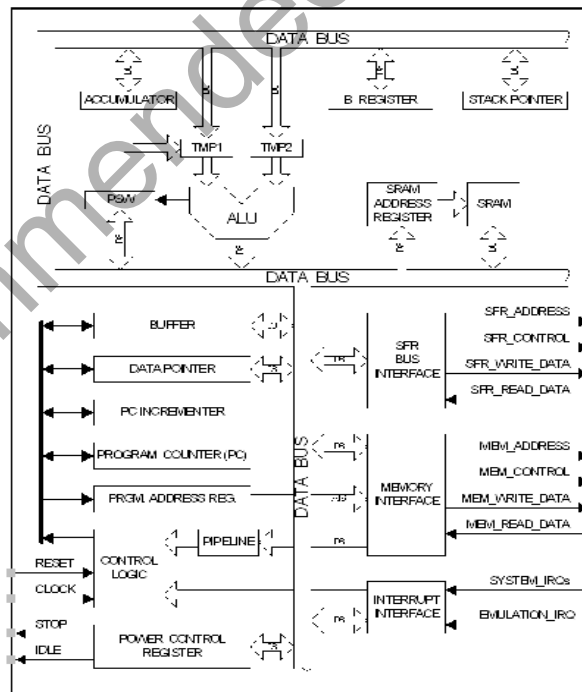 DATA BUS
ACCUMULATOR
B REGISTER
STACK POINTER
DATA BUS
TMP1
TMP2
PSW
ALU
SRAM
ADDRESS
REGISTER
SRAM
DATA BUS
BUFFER
DATA POINTER
PC INCREMENTER
PROGRAM COUNTER (PC)
PRGM. ADDRESS REG.
PIPELINE
CONTROL
LOGIC
POWER CONTROL
REGISTER
DATA BUS
SFR
BUS
INTERFACE
MEMORY
INTERFACE
INTERRUPT
INTERFACE
SFR_ADDRESS
SFR_CONTROL
SFR_WRITE_DATA
SFR_READ_DATA
MEM_ADDRESS
MEM_CONTROL
MEM_WRITE_DATA
MEM_READ_DATA
SYSTEM_IRQs
EMULATION_IRQ
RESET
CLOCK
STOP
IDLE